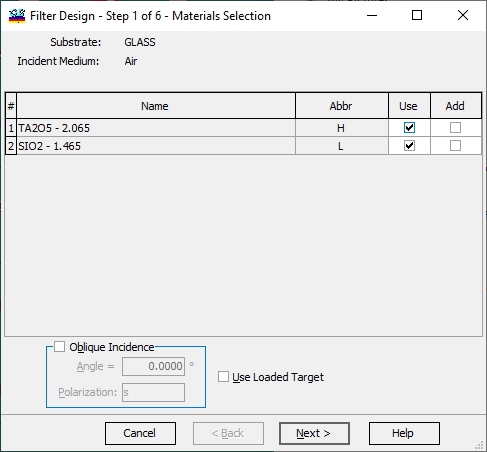 Filter Design - Step 1 of 6 - Materials Selection
Substrate: GLASS
Incident Medium: Air
# Name Abbr Use Add
1 TA2O5 - 2.065 H
2 SIO2 - 1.465 L
Oblique Incidence
Angle = 0.0000 °
Polarization: s
Use Loaded Target
Cancel < Back Next > Help